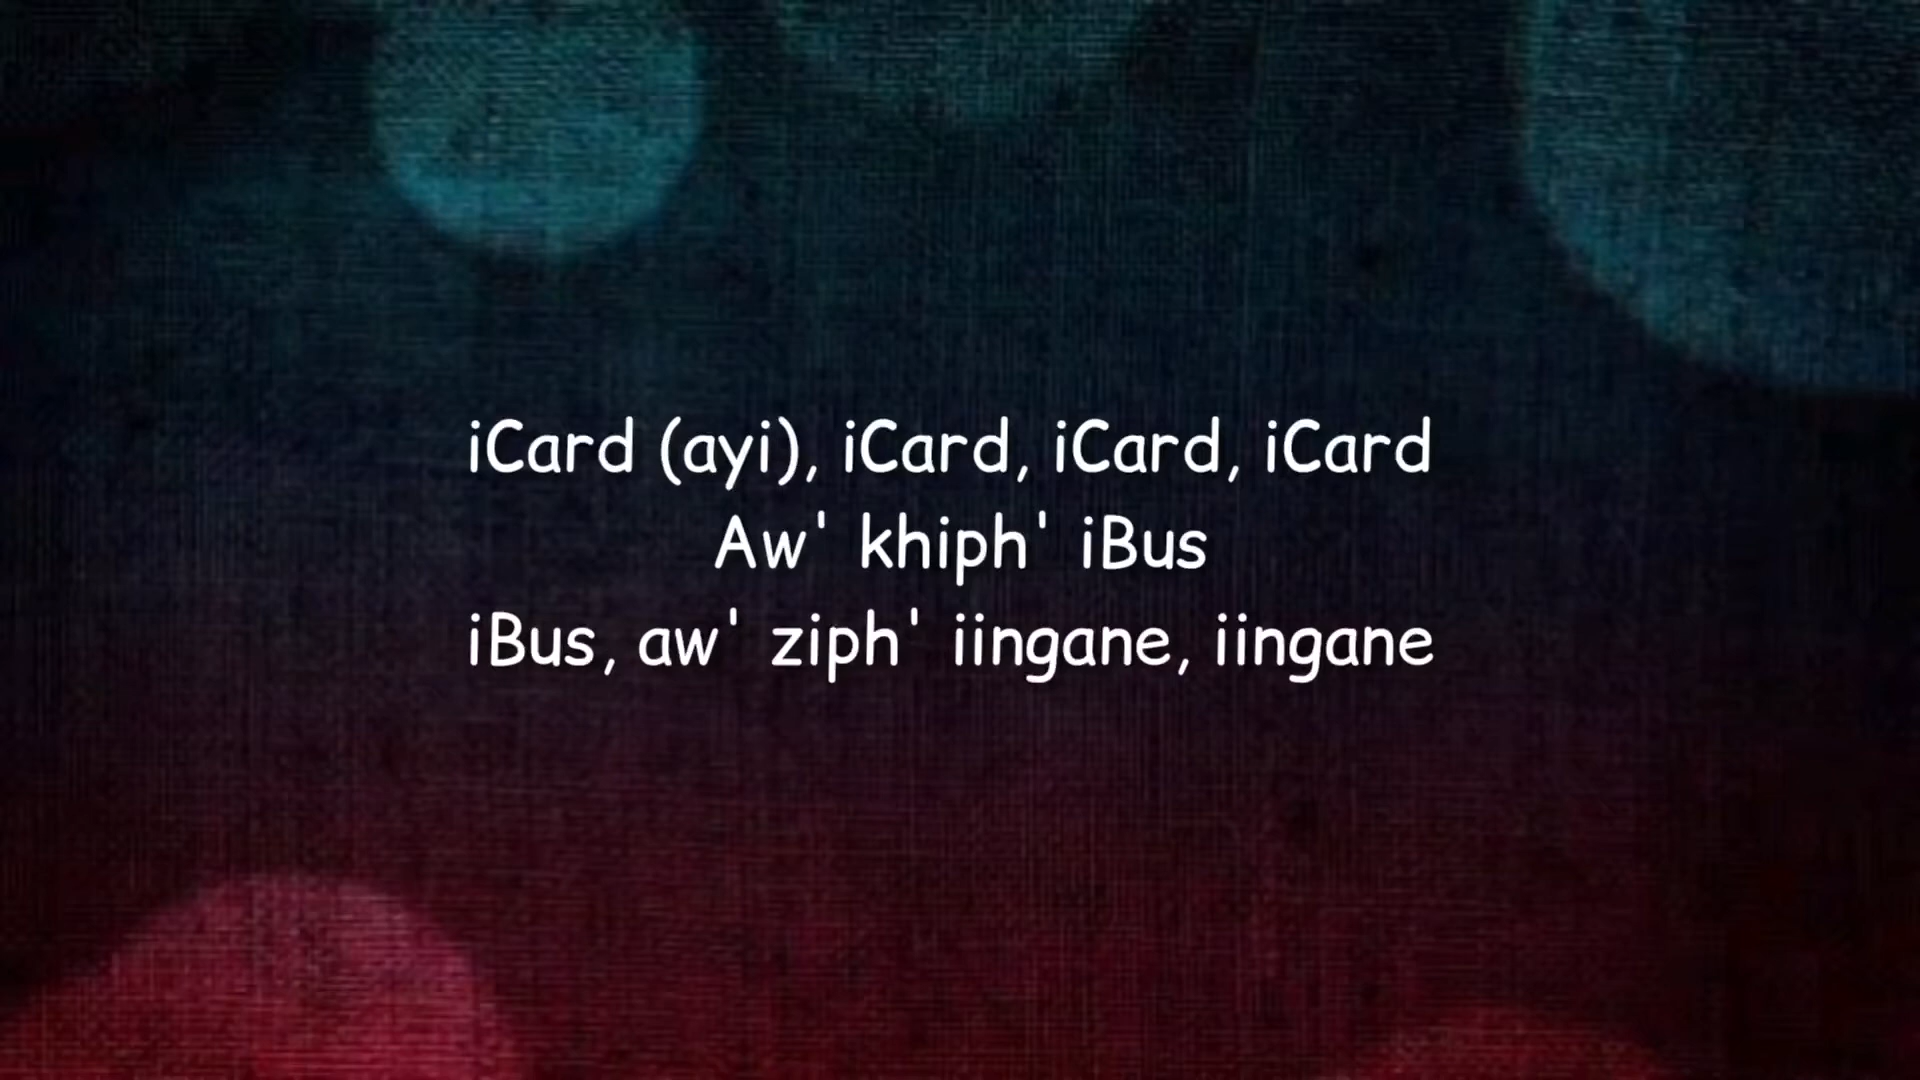 iCard (ayi), iCard, iCard, iCard
Aw' khiph' iBus
iBus, aw' ziph' iingane, iingane